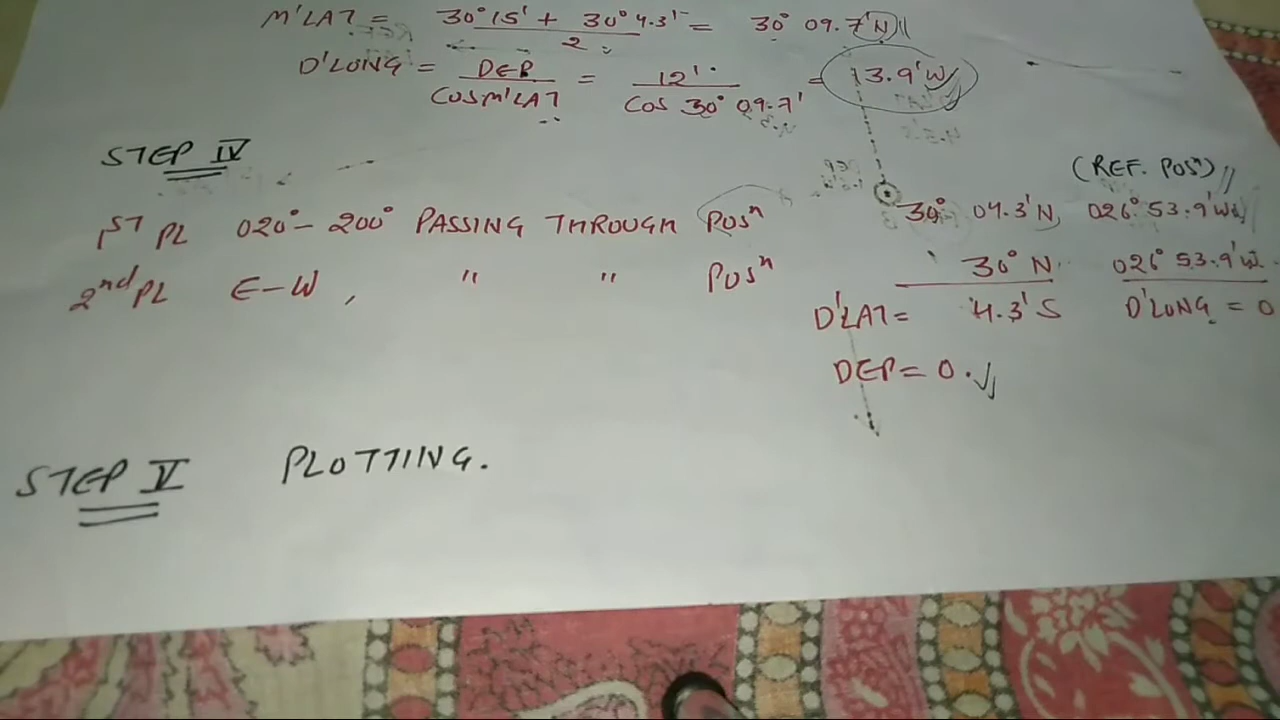 M'LAT = 30° 15' + 30° 4.3' = 30° 09.7' N
2
D'LONG = DEP = 12' = 13.9' W
COS M'LAT COS 30° 09.7'
STEP IV
(REF. POSⁿ)
1ST PL 020° - 200° PASSING THROUGH POSⁿ 30° 04.3' N, 026° 53.9' W
2nd PL E-W, " " POSⁿ 30° N 026° 53.9' W
D'LAT = 4.3' S D'LONG = 0
DEP = 0.
STEP V PLOTTING.